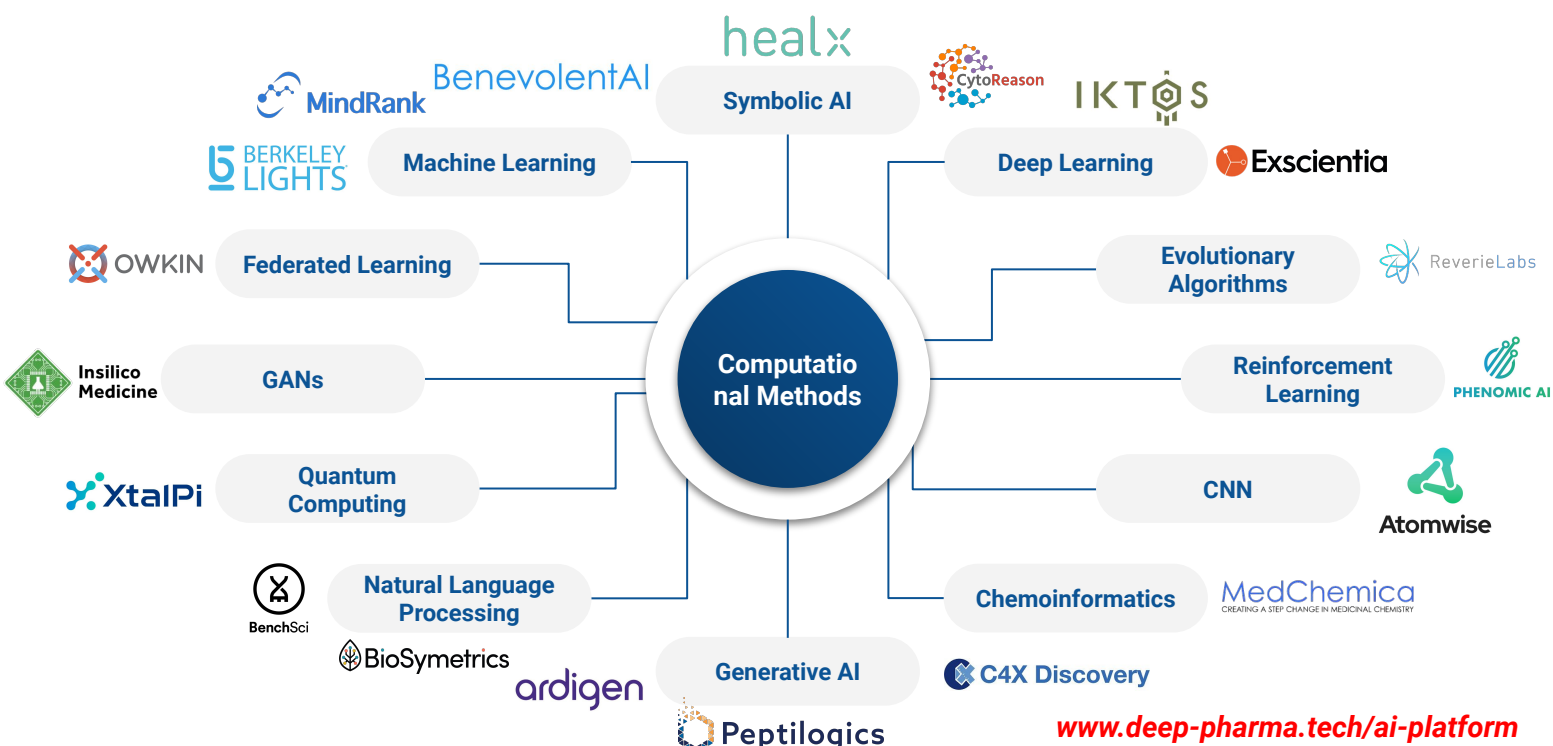 healx
BenevolentAI
MindRank
CytoReason
IKTOS
Symbolic AI
BERKELEY
LIGHTS
Machine Learning
Deep Learning
Exscientia
OWKIN
Federated Learning
Evolutionary
Algorithms
ReverieLabs
Insilico
Medicine
GANs
Computatio
nal Methods
Reinforcement
Learning
PHENOMIC AI
XtalPi
Quantum
Computing
CNN
Atomwise
BenchSci
Natural Language
Processing
Chemoinformatics
MedChemica
CREATING A STEP CHANGE IN MEDICINAL CHEMISTRY
BioSymetrics
ardigen
Generative AI
C4X Discovery
Peptilogics
www.deep-pharma.tech/ai-platform